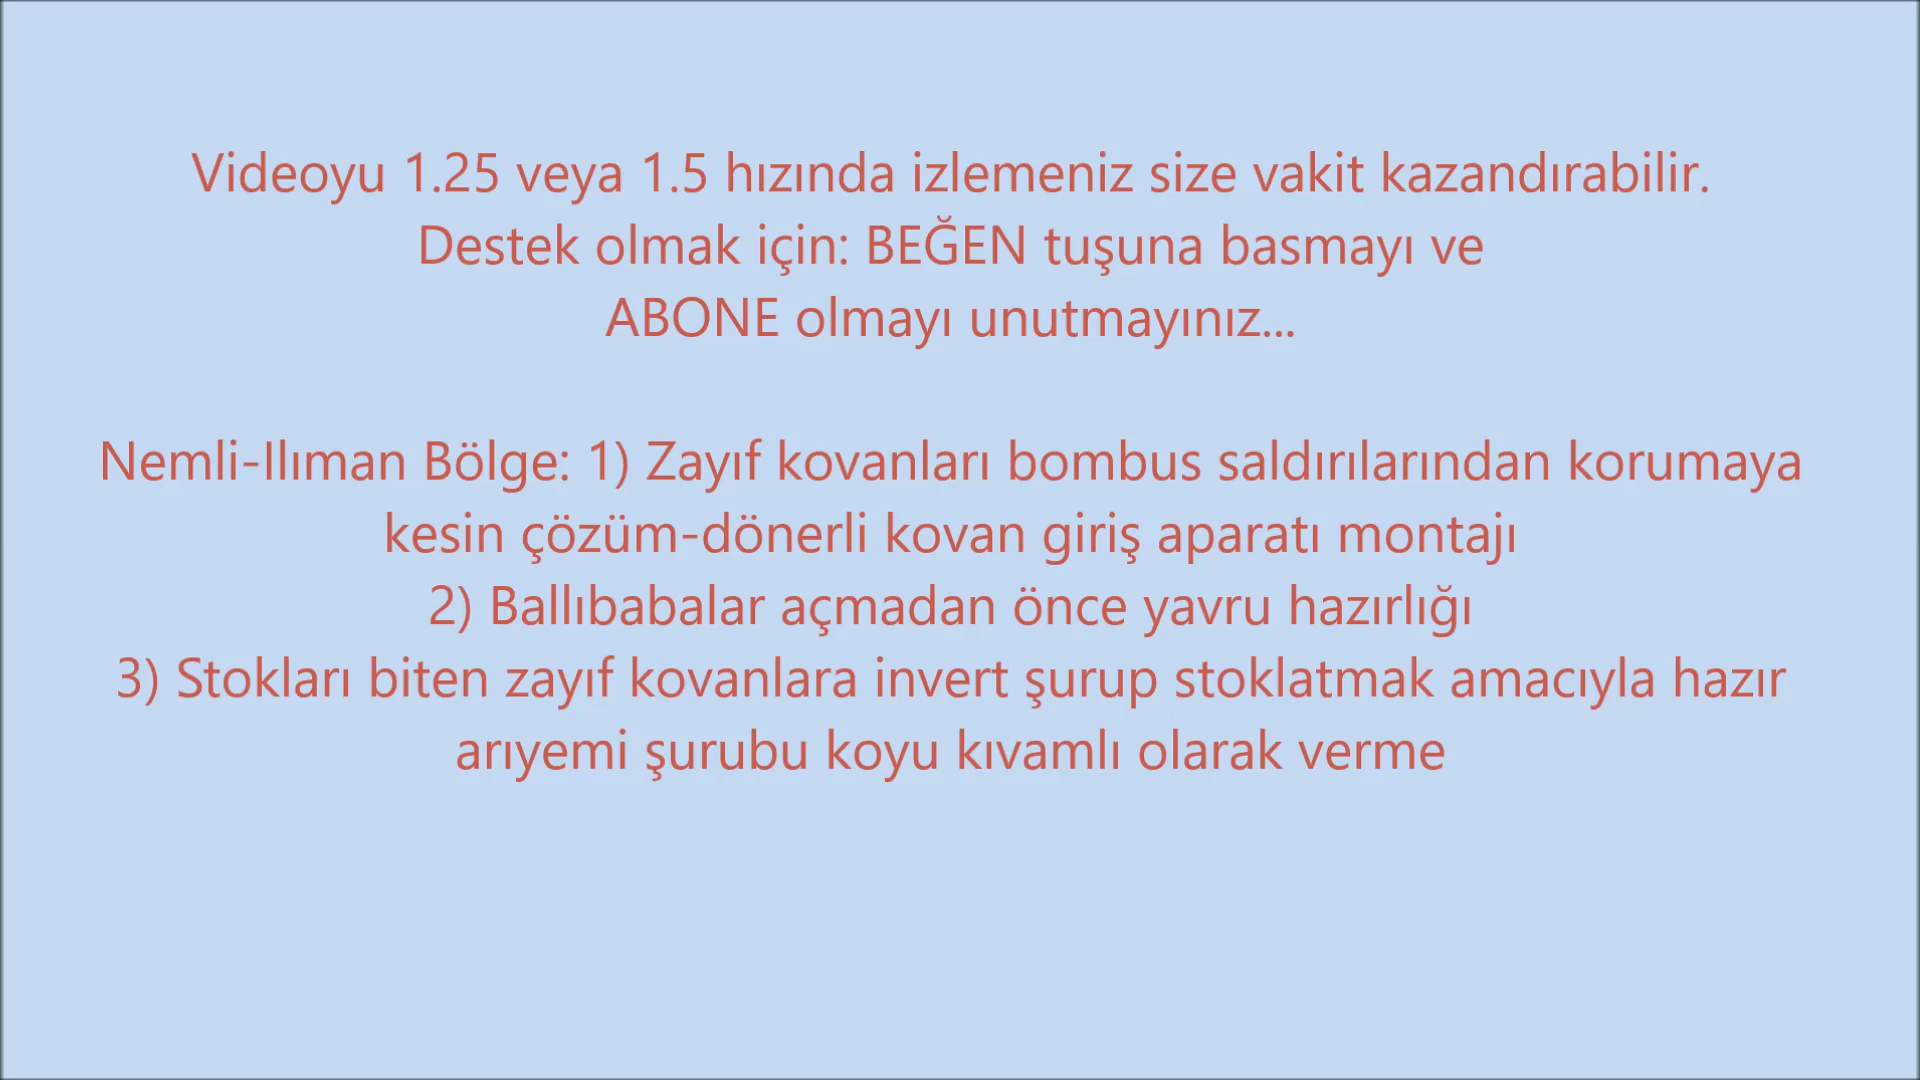 Videoyu 1.25 veya 1.5 hızında izlemeniz size vakit kazandırabilir.
Destek olmak için: BEĞEN tuşuna basmayı ve
ABONE olmayı unutmayınız...
Nemli-Ilıman Bölge: 1) Zayıf kovanları bombus saldırılarından korumaya
kesin çözüm-dönerli kovan giriş aparatı montajı
2) Ballıbabalar açmadan önce yavru hazırlığı
3) Stokları biten zayıf kovanlara invert şurup stoklatmak amacıyla hazır
arıyemi şurubu koyu kıvamlı olarak verme